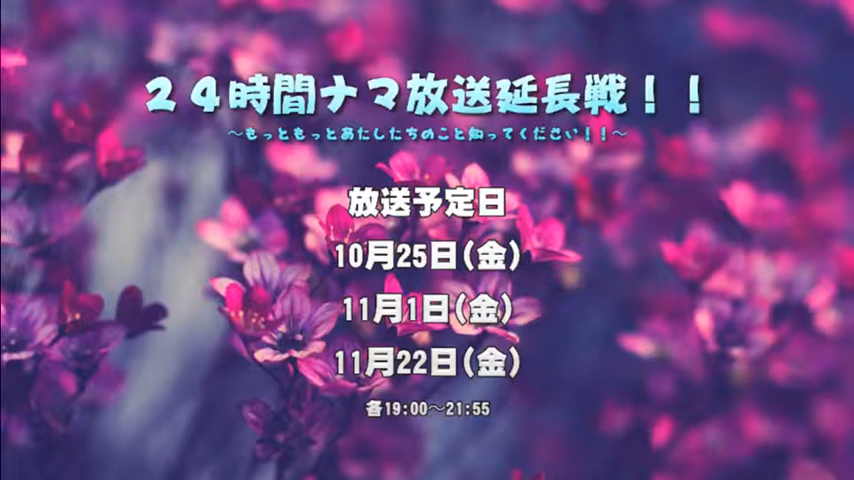 ２４時間ナマ放送延長戦！！
～もっともっとあたしたちのこと知ってください！！～
放送予定日
10月25日(金)
11月1日(金)
11月22日(金)
各19:00～21:55